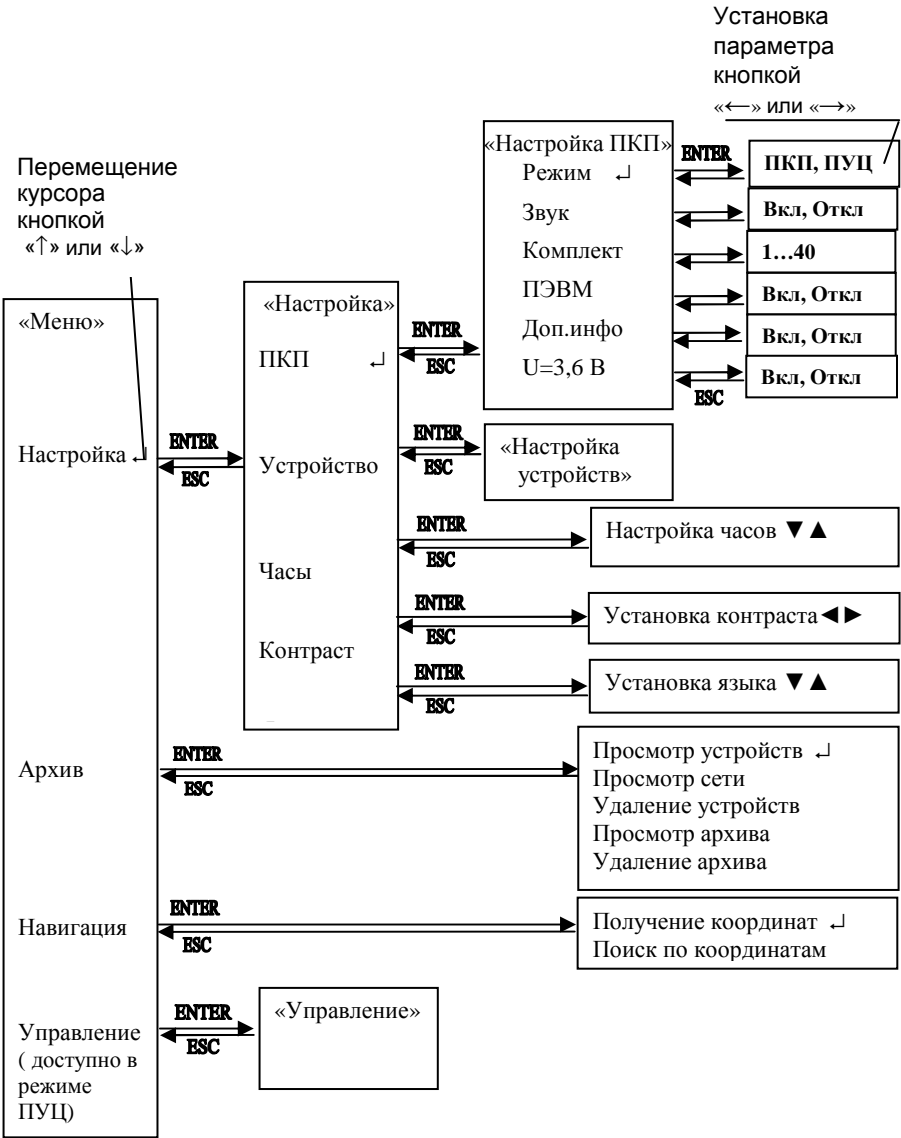 Установка
параметра
кнопкой
«←» или «→»
Перемещение
курсора
кнопкой
«↑» или «↓»
«Меню»
Настройка ↵
Архив
Навигация
Управление
( доступно в
режиме
ПУЦ)
ENTER
ESC
«Настройка»
ПКП ↵
Устройство
Часы
Контраст
ENTER
ESC
«Настройка ПКП»
Режим ↵
Звук
Комплект
ПЭВМ
Доп.инфо
U=3,6 В
ENTER
ПКП, ПУЦ
Вкл, Откл
1…40
Вкл, Откл
Вкл, Откл
Вкл, Откл
ESC
ENTER
ESC
«Настройка
устройств»
ENTER
ESC
Настройка часов ▼▲
ENTER
ESC
Установка контраста◄►
ENTER
ESC
Установка языка ▼▲
ENTER
ESC
Просмотр устройств ↵
Просмотр сети
Удаление устройств
Просмотр архива
Удаление архива
ENTER
ESC
Получение координат ↵
Поиск по координатам
ENTER
ESC
«Управление»